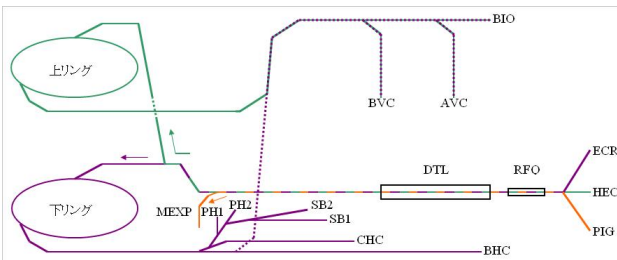 BIO
上リング
BVC
AVC
ECR
DTL
RFQ
HEC
下リング
MEXP
PH1
PH2
SB2
SB1
PIG
CHC
BHC